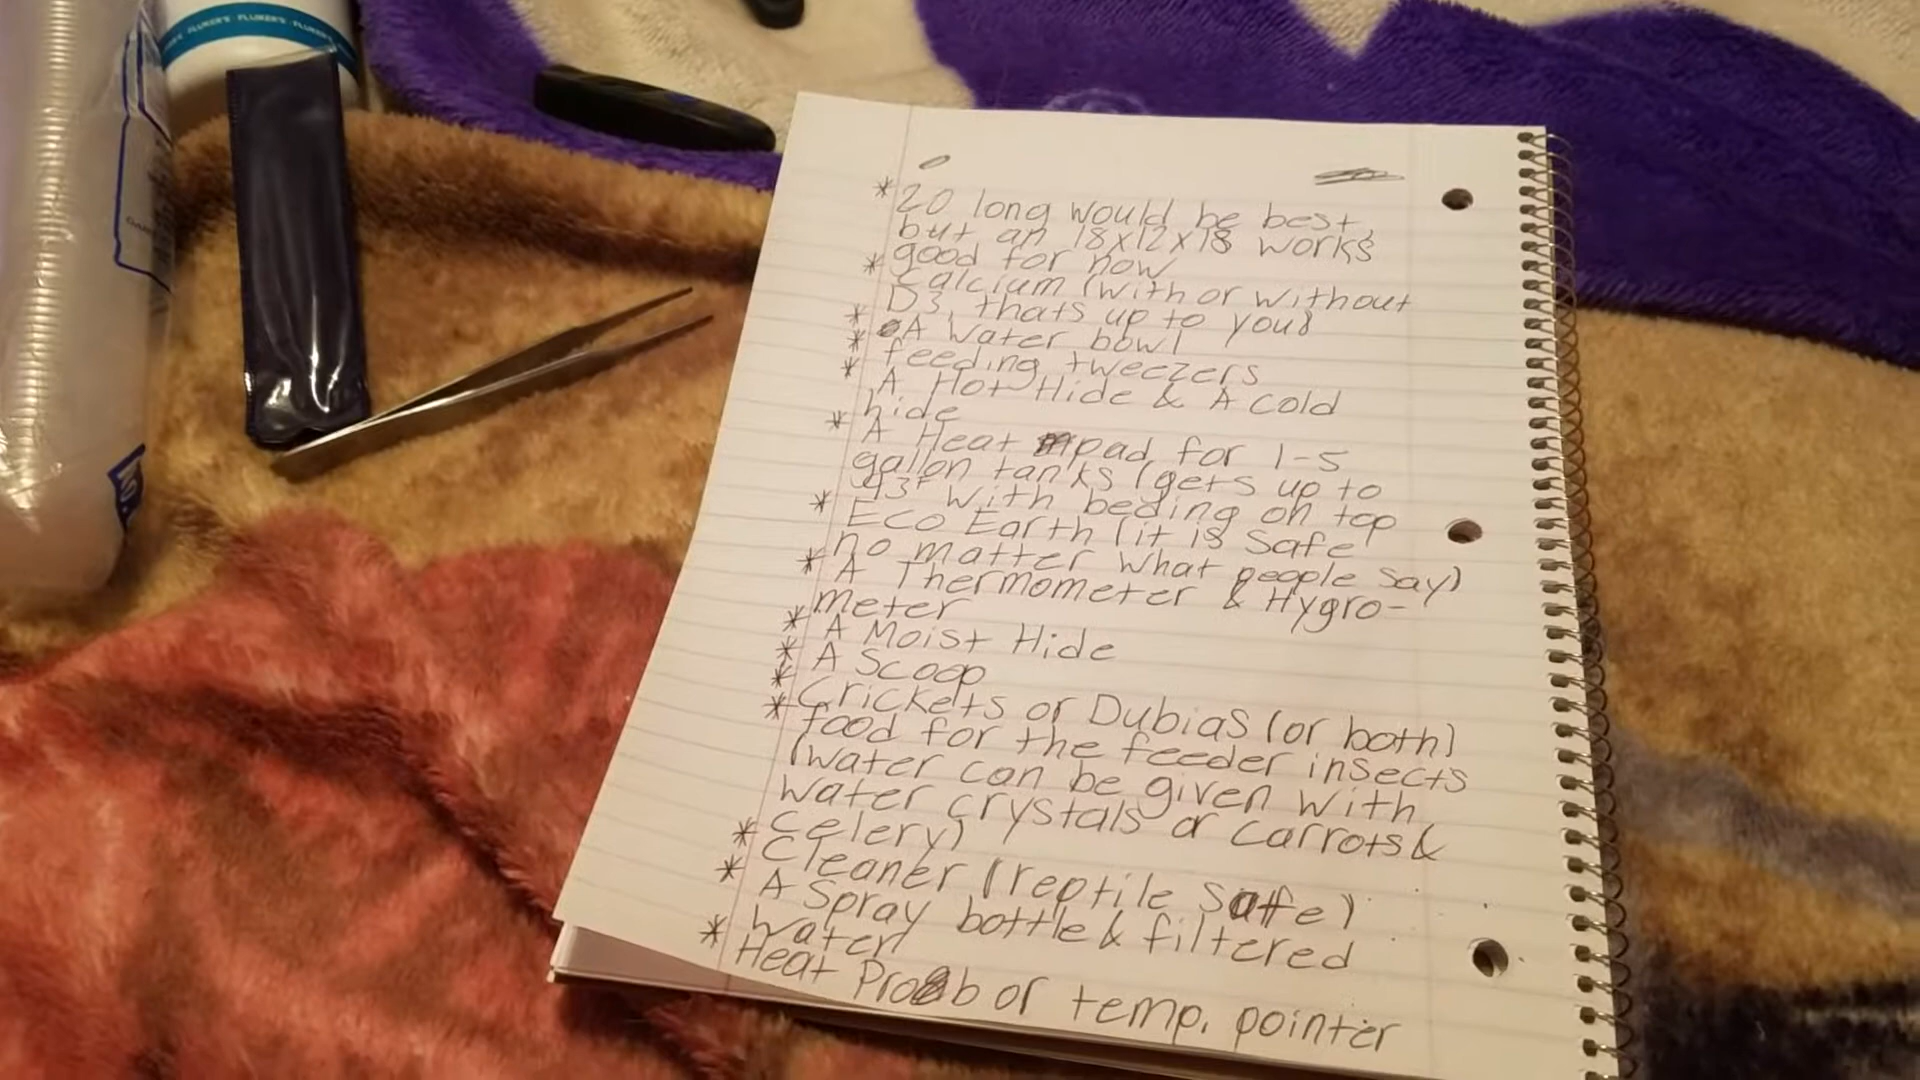 FLUKER'S FLUKER'S FLUKER'S
* 20 long would be best,
but an 18x12x18 works
good for now
* Calcium (with or without
D3, thats up to you)
* A Water bowl
* feeding tweezers
* A Hot Hide & A cold
hide
* A Heat pad for 1-5
gallon tanks (gets up to
93° with beding on top
* Eco Earth (it is safe
no matter what people say)
* A Thermometer & Hygro-
meter
* A Moist Hide
* A Scoop
* Crickets or Dubias (or both)
* food for the feeder insects
(water can be given with
water crystals or carrots &
celery)
* Cleaner (reptile safe)
* A Spray bottle & filtered
water
* Heat Prob or temp. pointer